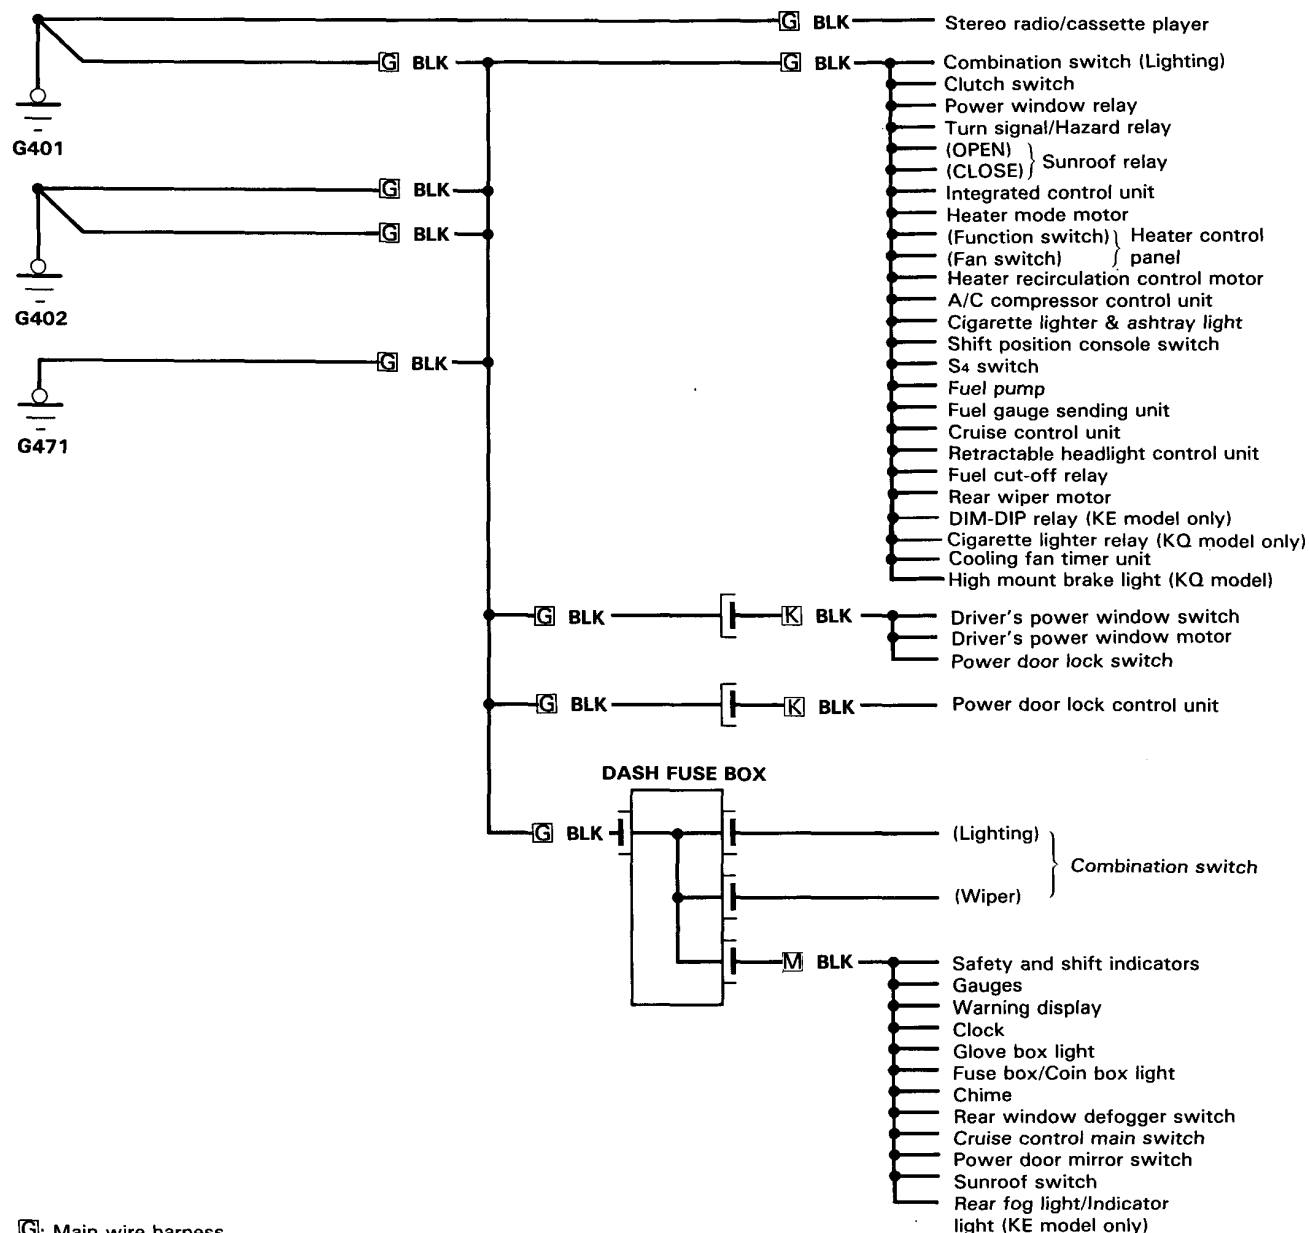 G BLK Stereo radio/cassette player
G BLK G BLK Combination switch (Lighting)
Clutch switch
Power window relay
G401
Turn signal/Hazard relay
(OPEN)
(CLOSE) } Sunroof relay
G BLK
Integrated control unit
Heater mode motor
G BLK
(Function switch) } Heater control
(Fan switch) panel
Heater recirculation control motor
A/C compressor control unit
G402
Cigarette lighter & ashtray light
Shift position console switch
G BLK
S4 switch
Fuel pump
Fuel gauge sending unit
Cruise control unit
G471
Retractable headlight control unit
Fuel cut-off relay
Rear wiper motor
DIM-DIP relay (KE model only)
Cigarette lighter relay (KQ model only)
Cooling fan timer unit
High mount brake light (KQ model)
G BLK K BLK Driver's power window switch
Driver's power window motor
Power door lock switch
G BLK K BLK Power door lock control unit
DASH FUSE BOX
G BLK (Lighting)
Combination switch
(Wiper)
M BLK Safety and shift indicators
Gauges
Warning display
Clock
Glove box light
Fuse box/Coin box light
Chime
Rear window defogger switch
Cruise control main switch
Power door mirror switch
Sunroof switch
Rear fog light/Indicator
light (KE model only)
G: Main wire harness